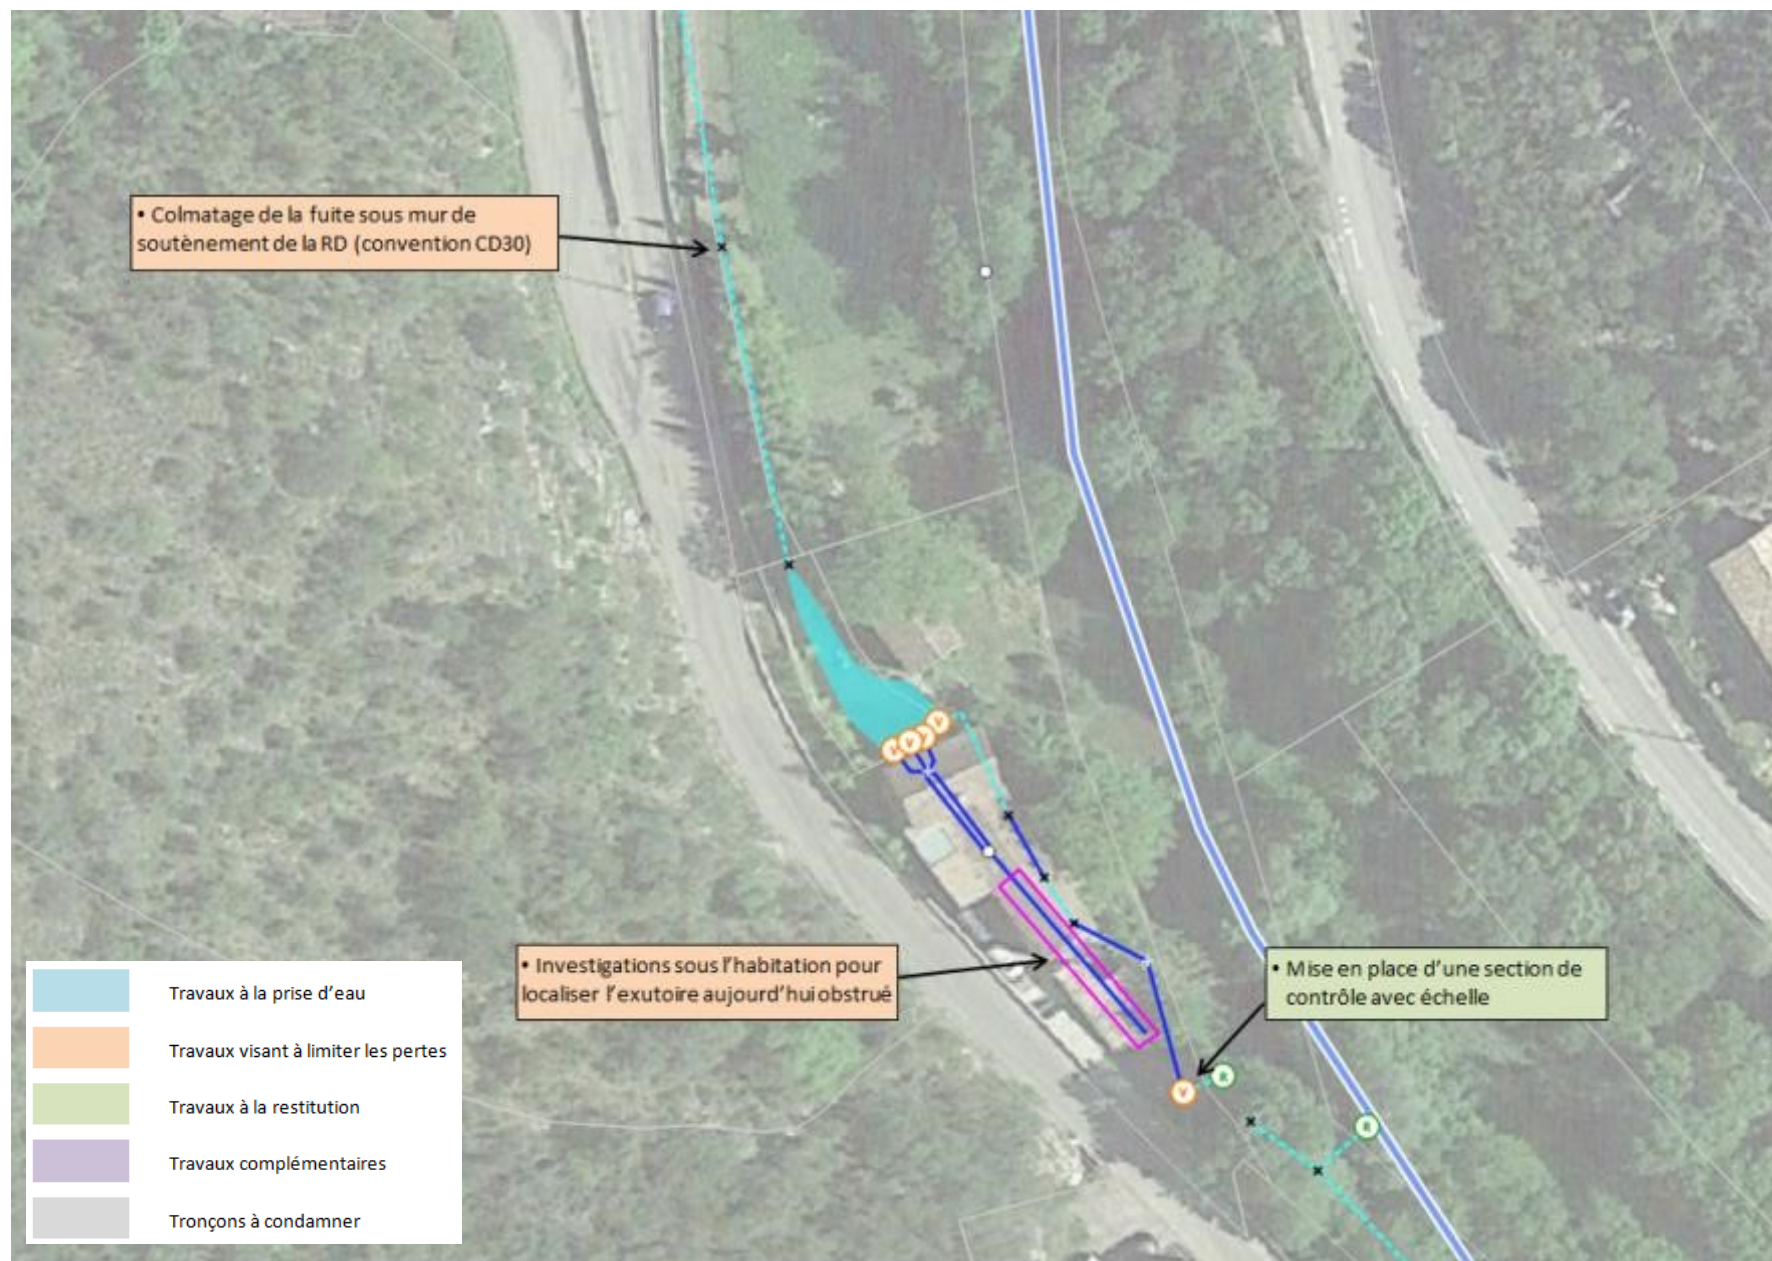 • Colmatage de la fuite sous mur de
soutènement de la RD (convention CD30)
• Investigations sous l'habitation pour
localiser l'exutoire aujourd'hui obstrué
• Mise en place d'une section de
contrôle avec échelle
V
V
R
R
Travaux à la prise d'eau
Travaux visant à limiter les pertes
Travaux à la restitution
Travaux complémentaires
Tronçons à condamner